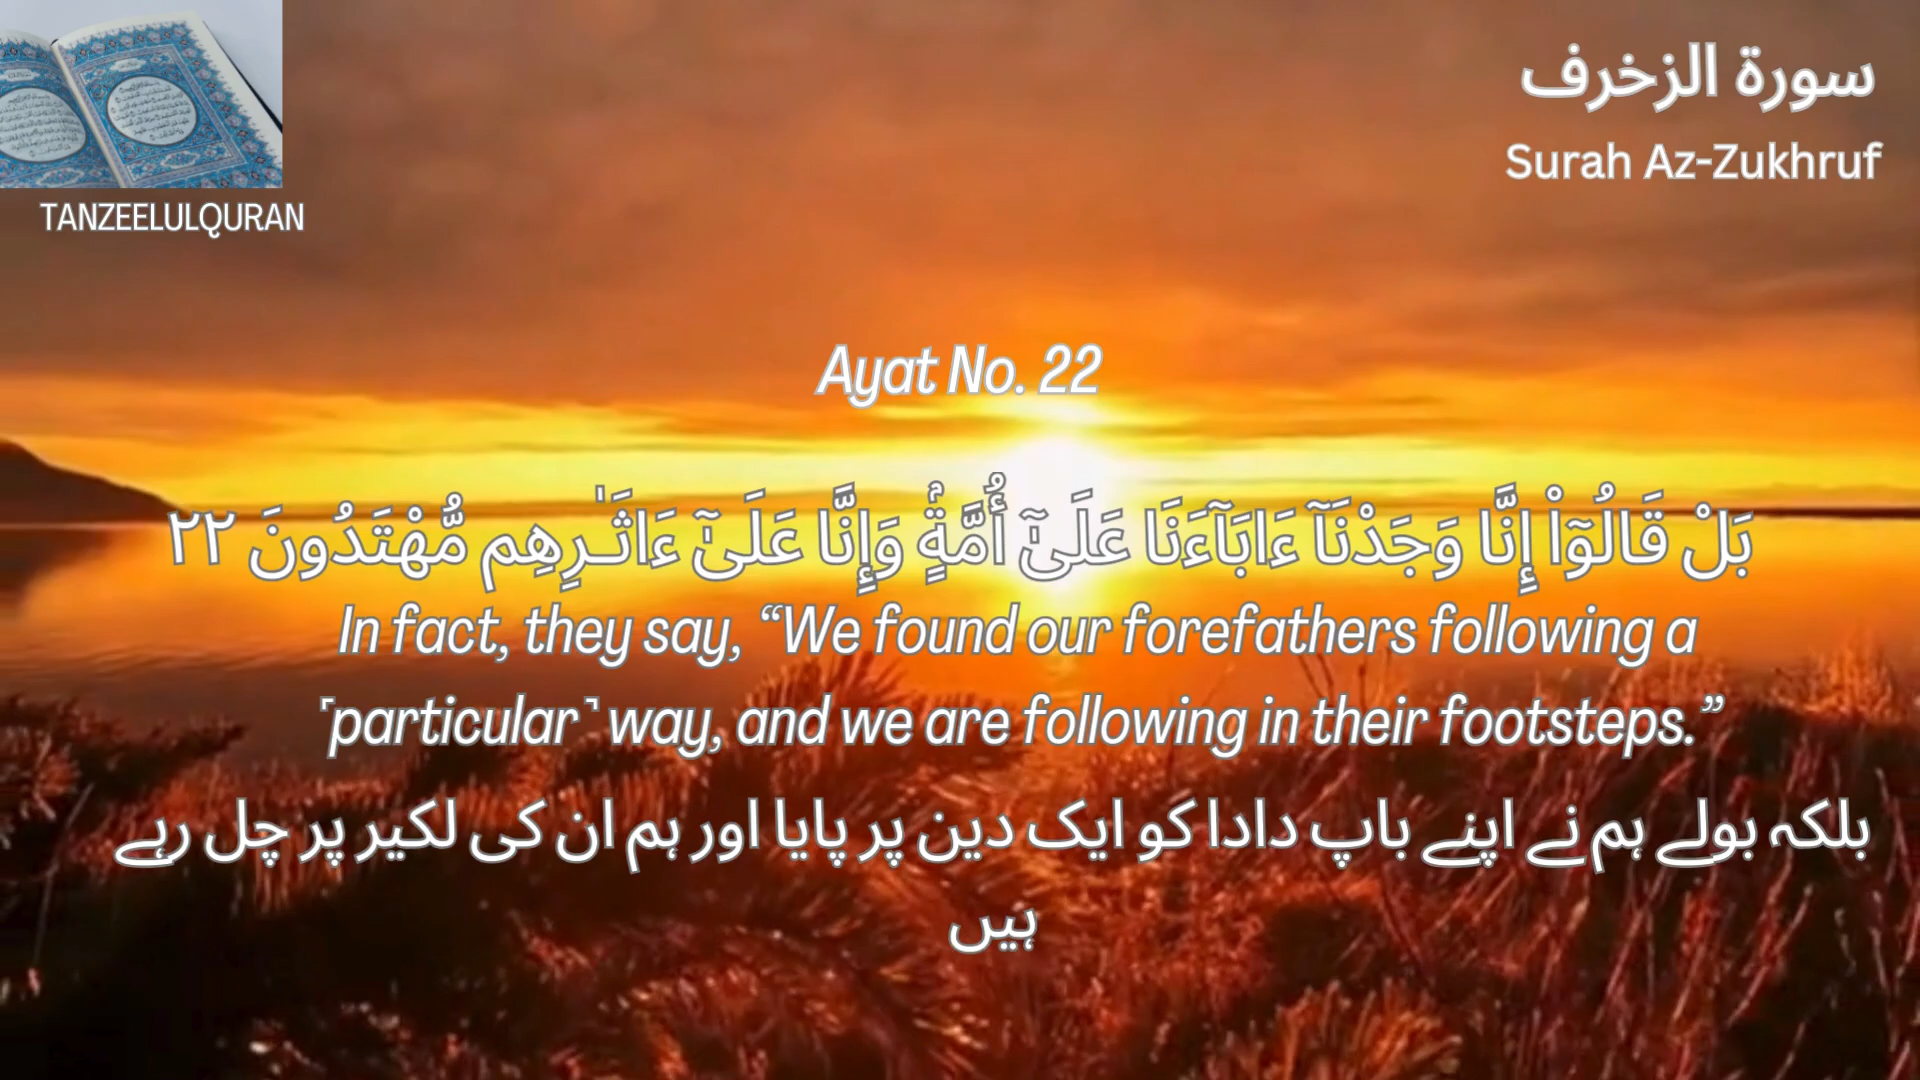 سورة الزخرف
Surah Az-Zukhruf
TANZEELULQURAN
Ayat No. 22
بَلْ قَالُوٓا۟ إِنَّا وَجَدْنَآ ءَابَآءَنَا عَلَىٰٓ أُمَّةٍۢ وَإِنَّا عَلَىٰٓ ءَاثَـٰرِهِم مُّهْتَدُونَ ٢٢
In fact, they say, “We found our forefathers following a
˹particular˺ way, and we are following in their footsteps.”
بلکہ بولے ہم نے اپنے باپ دادا کو ایک دین پر پایا اور ہم ان کی لکیر پر چل رہے
ہیں